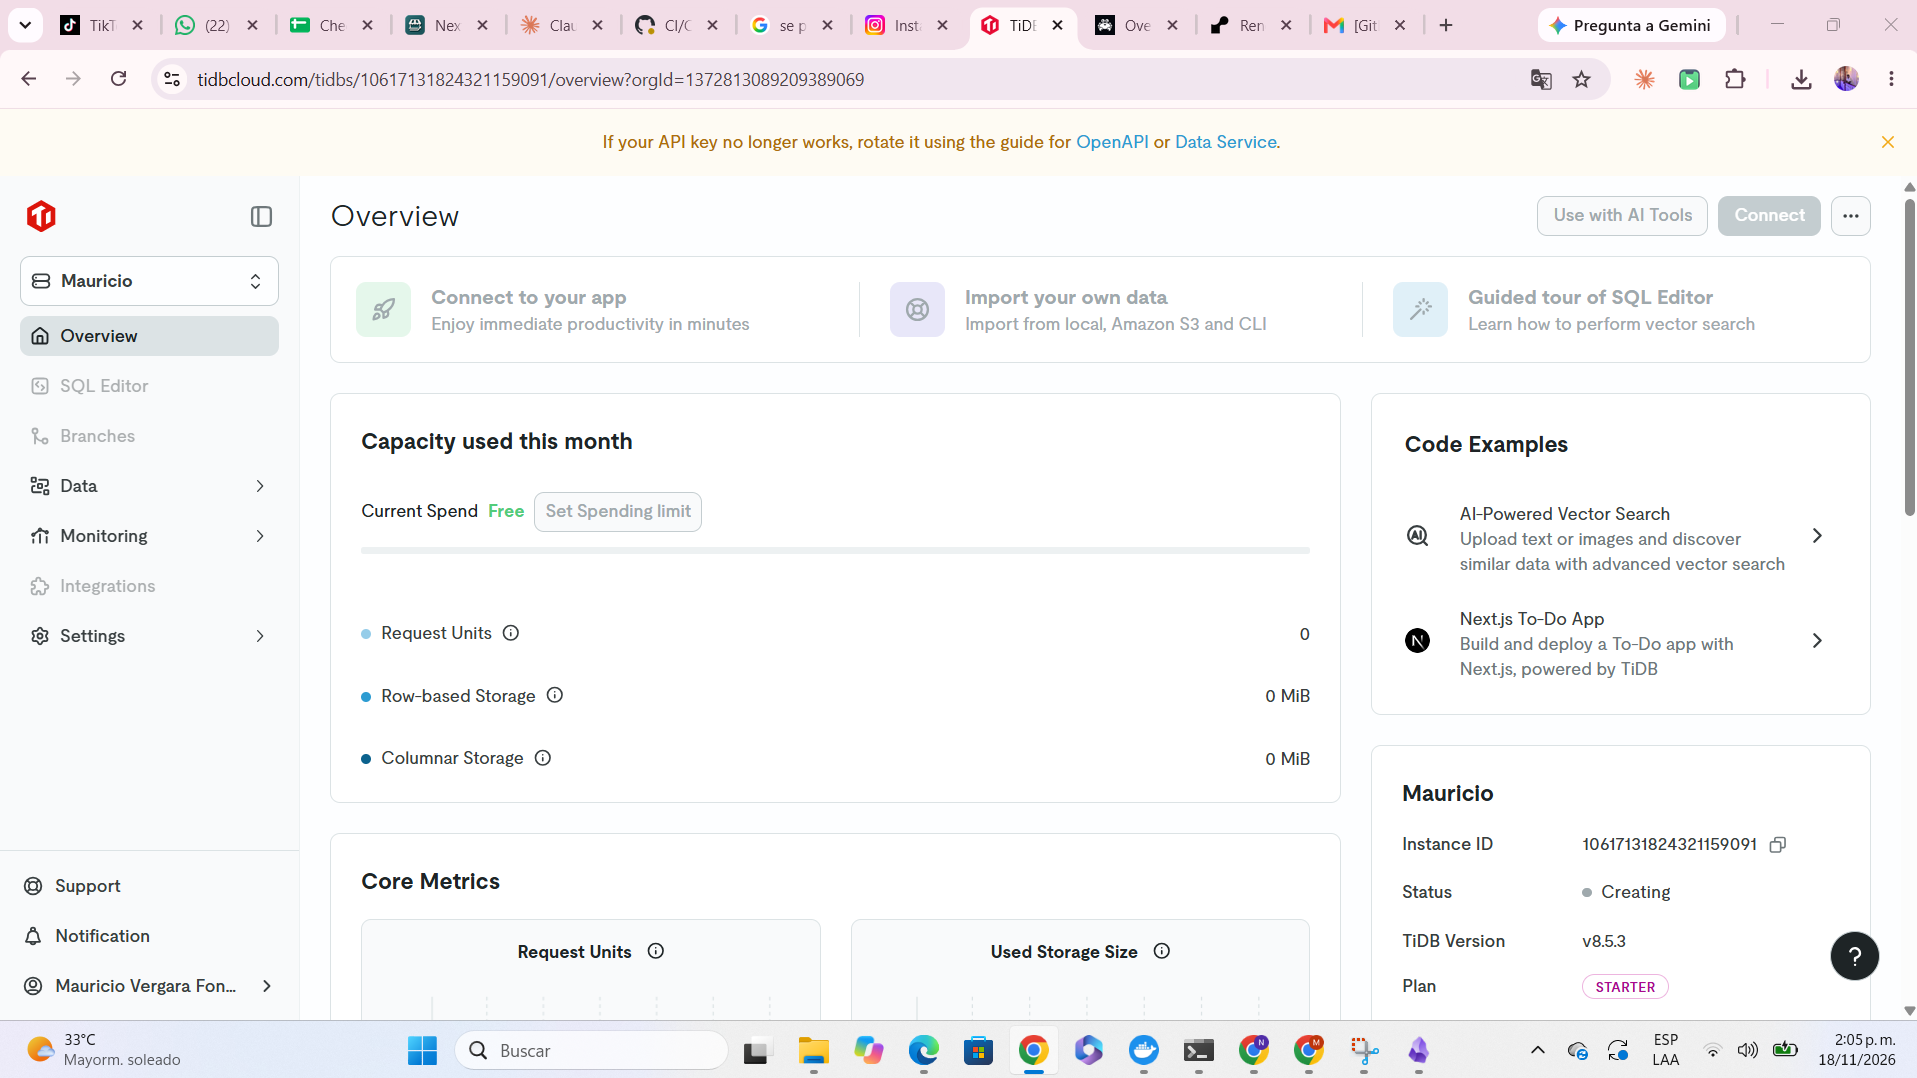 TikT
(22)
Che
Nex
Clau
CI/C
se p
Inst
TiDB
Ove
Ren
[Git
Pregunta a Gemini
tidbcloud.com/tidbs/10617131824321159091/overview?orgId=1372813089209389069
If your API key no longer works, rotate it using the guide for OpenAPI or Data Service.
Overview
Use with AI Tools
Connect
Mauricio
Overview
SQL Editor
Branches
Data
Monitoring
Integrations
Settings
Support
Notification
Mauricio Vergara Fon...
Connect to your app
Enjoy immediate productivity in minutes
Import your own data
Import from local, Amazon S3 and CLI
Guided tour of SQL Editor
Learn how to perform vector search
Capacity used this month
Current Spend Free Set Spending limit
Request Units 0
Row-based Storage 0 MiB
Columnar Storage 0 MiB
Core Metrics
Request Units
Used Storage Size
Code Examples
AI-Powered Vector Search
Upload text or images and discover
similar data with advanced vector search
Next.js To-Do App
Build and deploy a To-Do app with
Next.js, powered by TiDB
Mauricio
Instance ID 10617131824321159091
Status Creating
TiDB Version v8.5.3
Plan STARTER
?
33°C
Mayorm. soleado
Buscar
ESP
LAA
2:05 p. m.
18/11/2026